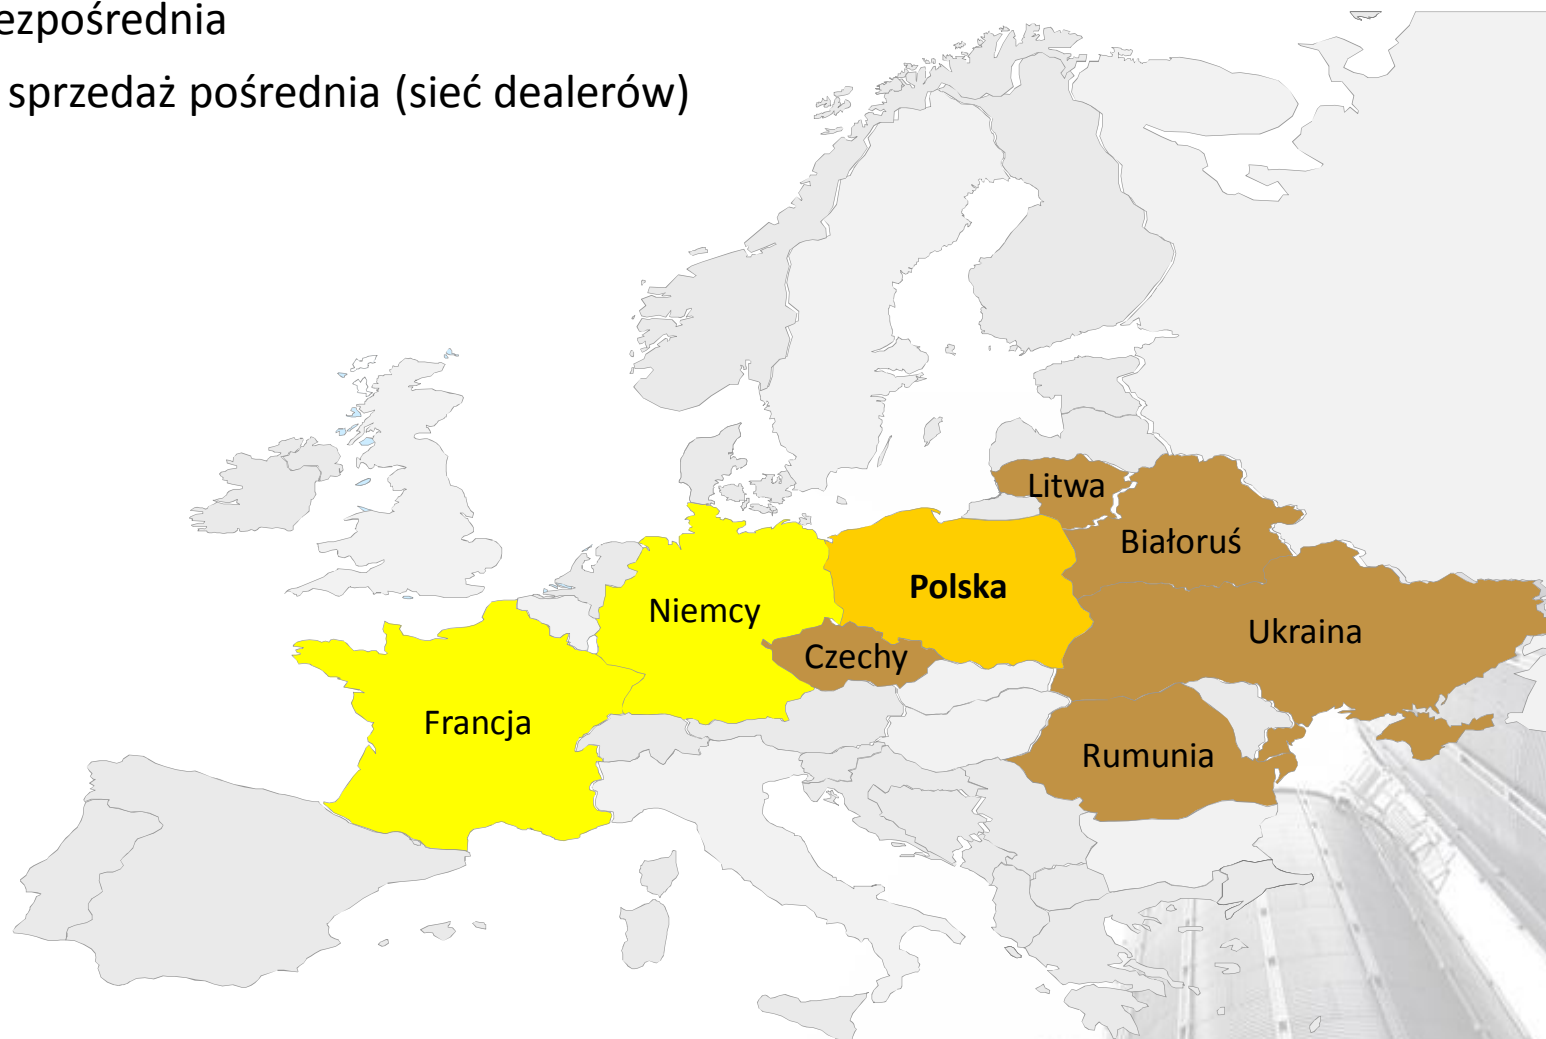 ezpośrednia
sprzedaż pośrednia (sieć dealerów)
Litwa
Białoruś
Polska
Niemcy
Ukraina
Czechy
Francja
Rumunia